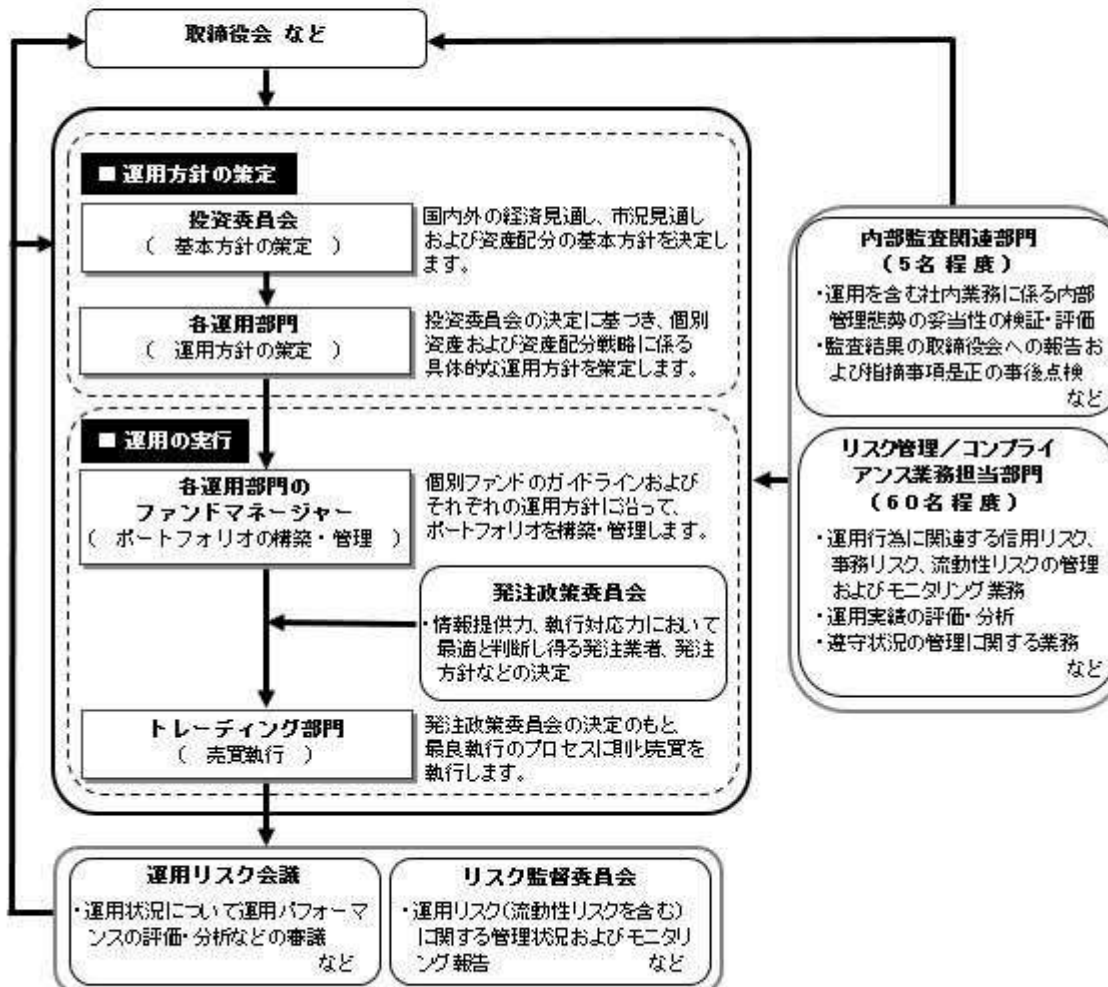 取締役会 など
■ 運用方針の策定
投資委員会
( 基本方針の策定 )
国内外の経済見通し、市況見通し
および資産配分の基本方針を決定し
ます。
各運用部門
( 運用方針の策定 )
投資委員会の決定に基づき、個別
資産および資産配分戦略に係る
具体的な運用方針を策定します。
■ 運用の実行
各運用部門の
ファンドマネージャー
( ポートフォリオの構築・管理 )
個別ファンドのガイドラインおよび
それぞれの運用方針に沿って、
ポートフォリオを構築・管理します。
発注政策委員会
・情報提供力、執行対応力において
最適と判断し得る発注業者、発注
方針などの決定
トレーディング部門
( 売買執行 )
発注政策委員会の決定のもと、
最良執行のプロセスに則り売買を
執行します。
内部監査関連部門
(5名程度)
・運用を含む社内業務に係る内部
管理態勢の妥当性の検証・評価
・監査結果の取締役会への報告お
よび指摘事項是正の事後点検
など
リスク管理/コンプライ
アンス業務担当部門
(60名程度)
・運用行為に関連する信用リスク、
事務リスク、流動性リスクの管理
およびモニタリング業務
・運用実績の評価・分析
・遵守状況の管理に関する業務
など
運用リスク会議
・運用状況について運用パフォーマ
ンスの評価・分析などの審議
など
リスク監督委員会
・運用リスク(流動性リスクを含む)
に関する管理状況およびモニタリ
ング報告 など